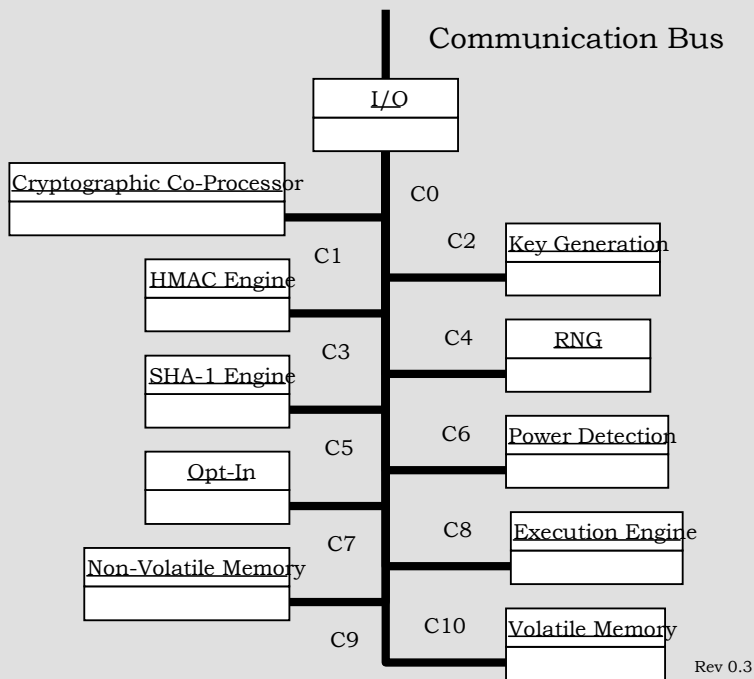 Communication Bus
I/O
Cryptographic Co-Processor
C0
C1
C2
Key Generation
HMAC Engine
C3
C4
RNG
SHA-1 Engine
C5
C6
Power Detection
Opt-In
C7
C8
Execution Engine
Non-Volatile Memory
C9
C10
Volatile Memory
Rev 0.3